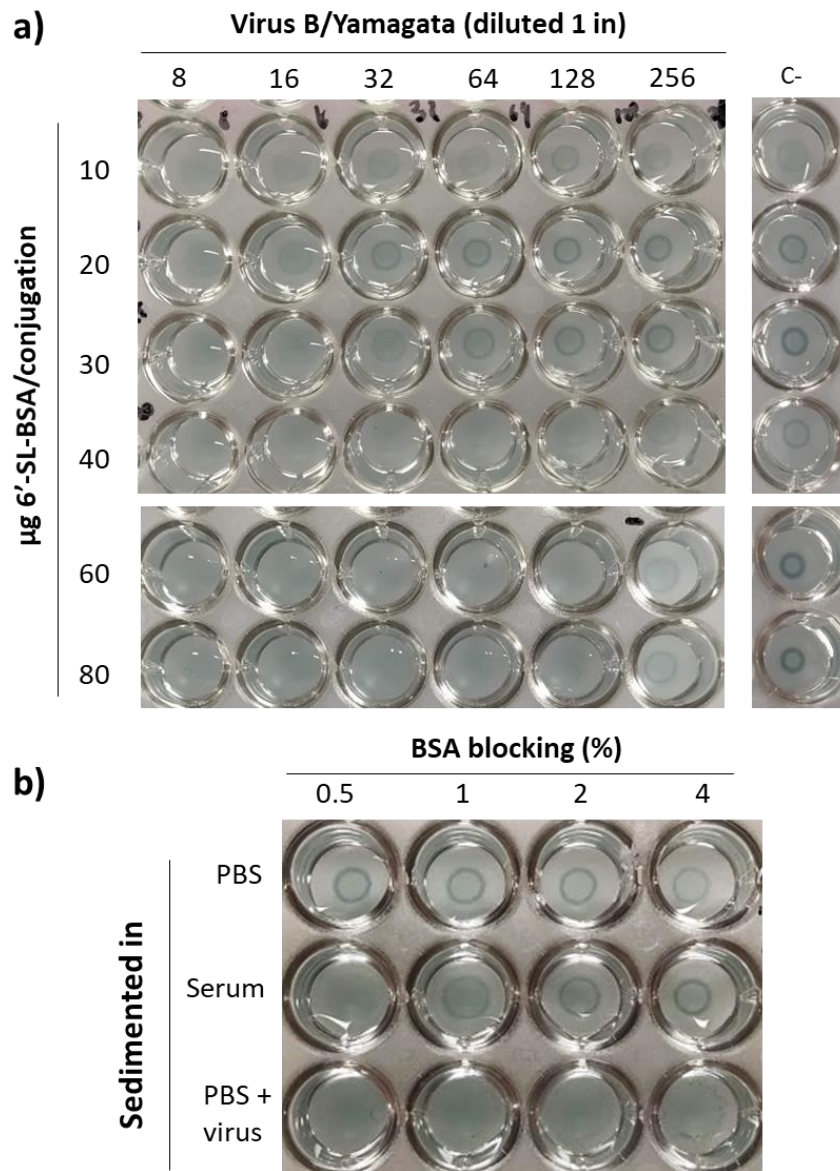 a)
Virus B/Yamagata (diluted 1 in)
8 16 32 64 128 256 C-
µg 6’-SL-BSA/conjugation
10
20
30
40
60
80
b)
BSA blocking (%)
0.5 1 2 4
Sedimented in
PBS
Serum
PBS +
virus